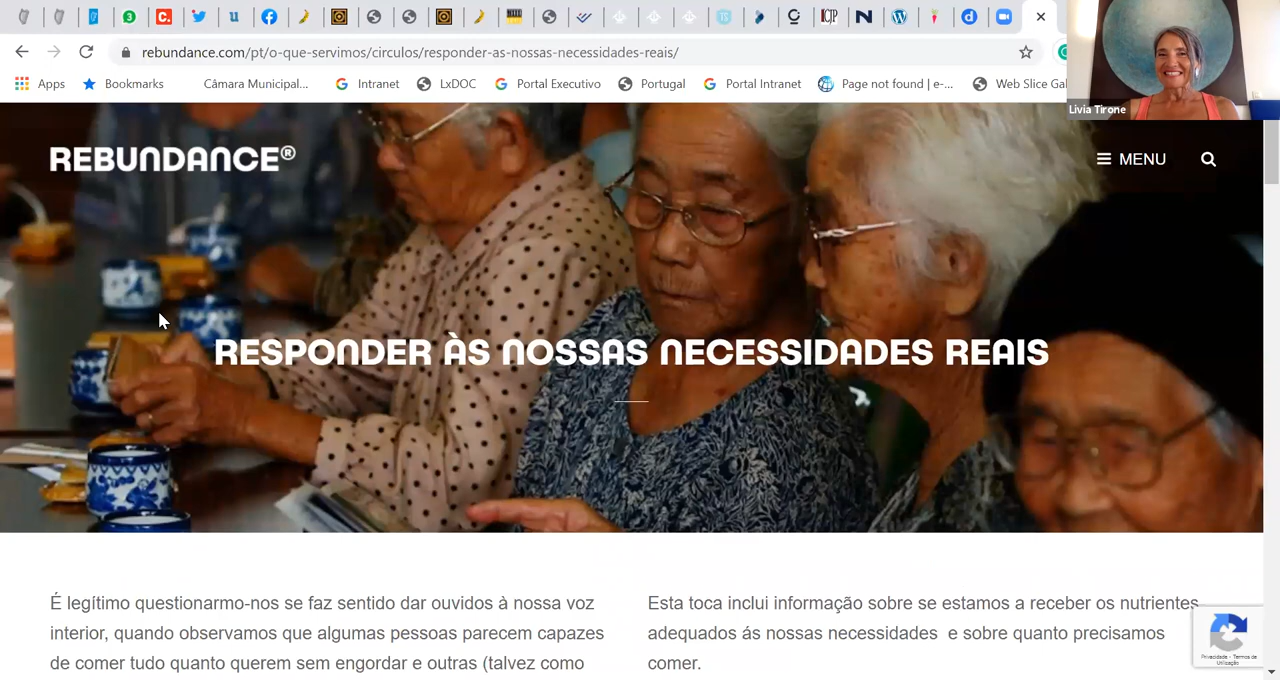 rebundance.com/pt/o-que-servimos/circulos/responder-as-nossas-necessidades-reais/
Apps Bookmarks Câmara Municipal... Intranet LxDOC Portal Executivo Portugal Portal Intranet Page not found | e-... Web Slice Gal
Livia Tirone
REBUNDANCE® MENU
RESPONDER ÀS NOSSAS NECESSIDADES REAIS
É legítimo questionarmo-nos se faz sentido dar ouvidos à nossa voz
interior, quando observamos que algumas pessoas parecem capazes
de comer tudo quanto querem sem engordar e outras (talvez como
Esta toca inclui informação sobre se estamos a receber os nutrientes
adequados ás nossas necessidades e sobre quanto precisamos
comer.
Privacidade - Termos de
Utilização